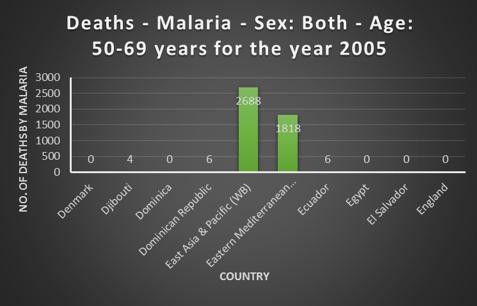 Deaths - Malaria - Sex: Both - Age:
50-69 years for the year 2005
NO. OF DEATHS BY MALARIA
3000
2500
2000
1500
1000
500
0
0
4
0
6
2688
1818
6
0
0
0
Denmark
Djibouti
Dominica
Dominican Republic
East Asia & Pacific (WB)
Eastern Mediterranean...
Ecuador
Egypt
El Salvador
England
COUNTRY